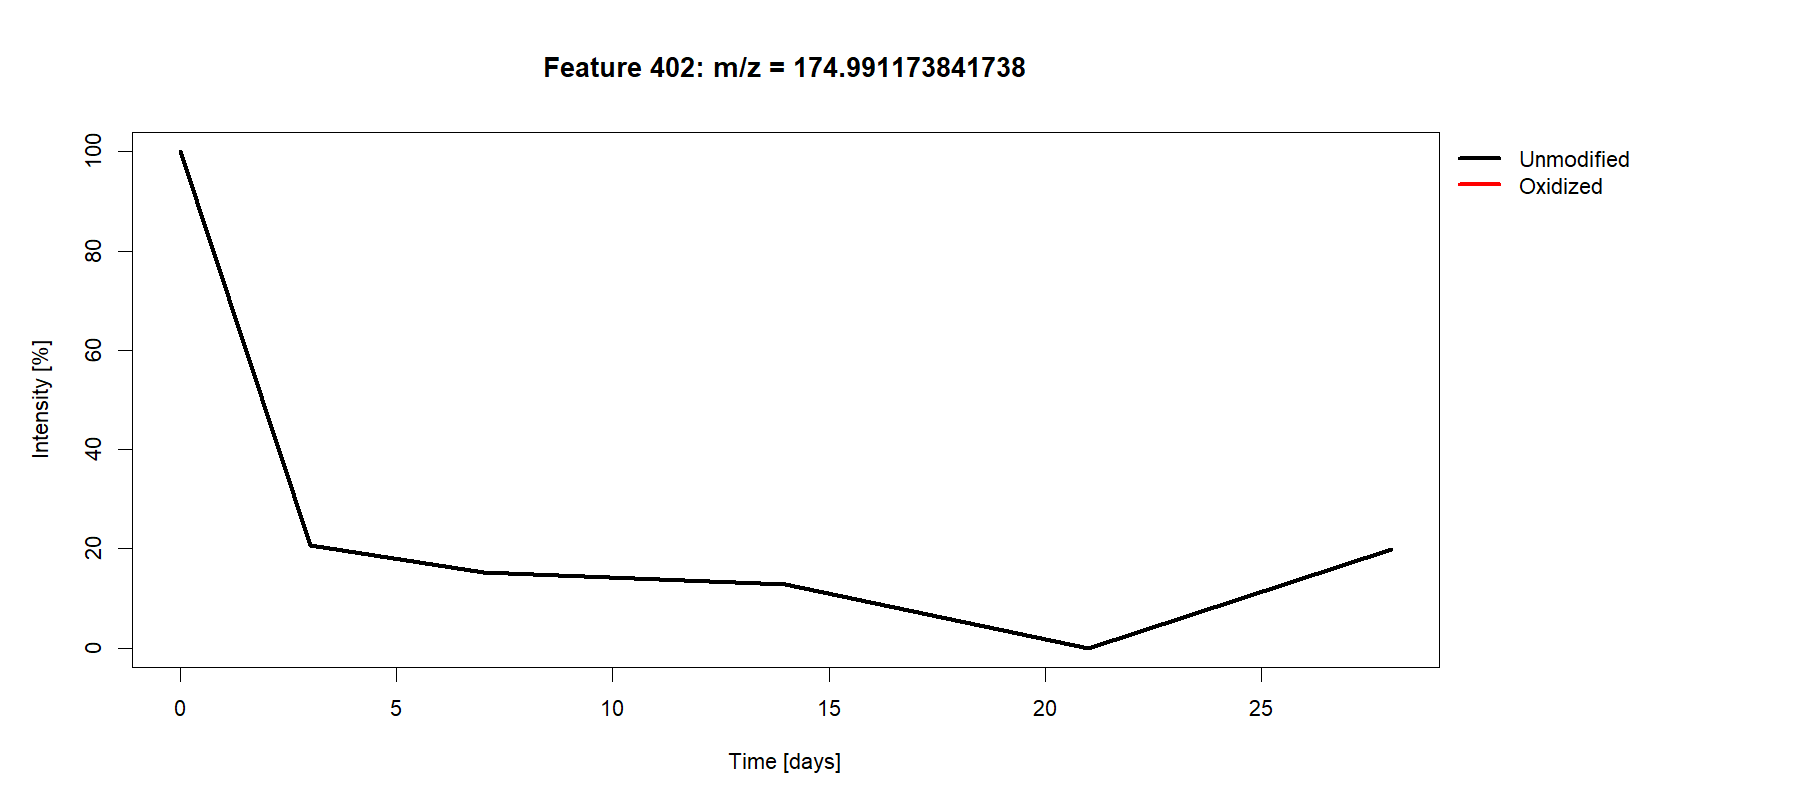 Feature 402: m/z = 174.991173841738
Unmodified
Oxidized
Intensity [%]
100
80
60
40
20
0
0 5 10 15 20 25
Time [days]